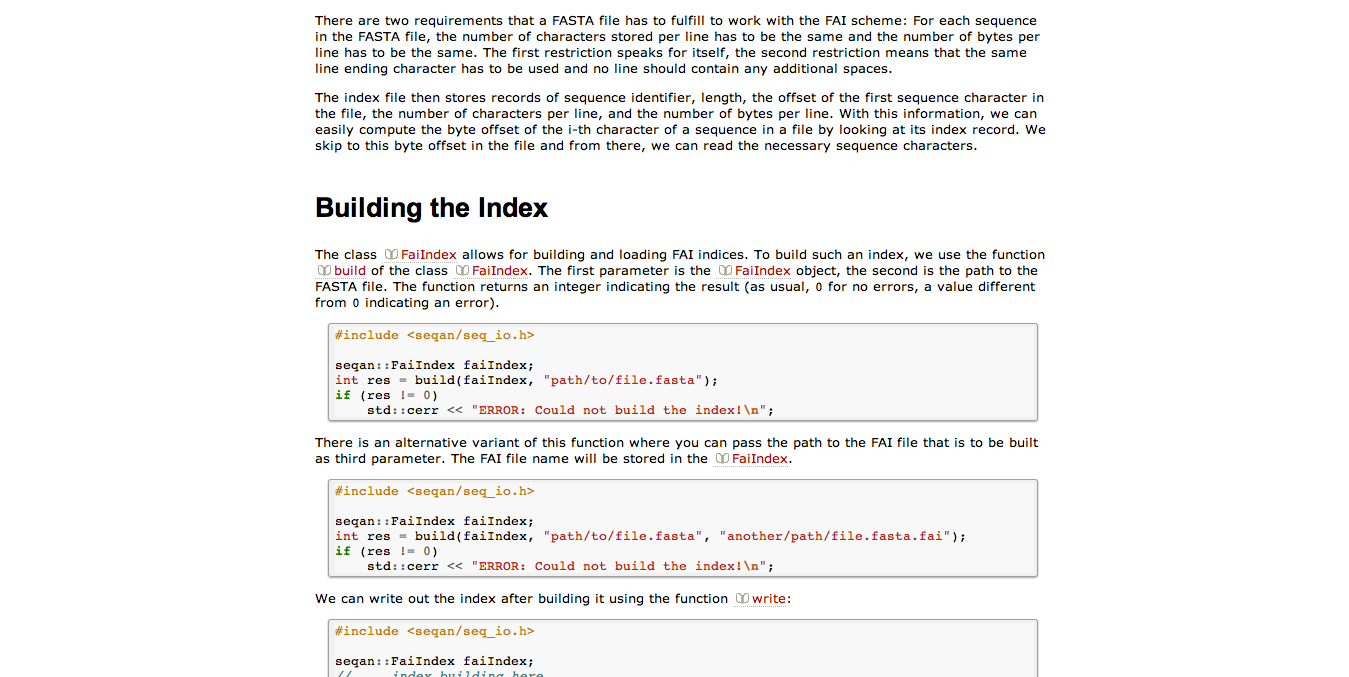 There are two requirements that a FASTA file has to fulfill to work with the FAI scheme: For each sequence
in the FASTA file, the number of characters stored per line has to be the same and the number of bytes per
line has to be the same. The first restriction speaks for itself, the second restriction means that the same
line ending character has to be used and no line should contain any additional spaces.
The index file then stores records of sequence identifier, length, the offset of the first sequence character in
the file, the number of characters per line, and the number of bytes per line. With this information, we can
easily compute the byte offset of the i-th character of a sequence in a file by looking at its index record. We
skip to this byte offset in the file and from there, we can read the necessary sequence characters.
Building the Index
The class FaiIndex allows for building and loading FAI indices. To build such an index, we use the function
build of the class FaiIndex. The first parameter is the FaiIndex object, the second is the path to the
FASTA file. The function returns an integer indicating the result (as usual, 0 for no errors, a value different
from 0 indicating an error).
#include <seqan/seq_io.h>
seqan::FaiIndex faiIndex;
int res = build(faiIndex, "path/to/file.fasta");
if (res != 0)
    std::cerr << "ERROR: Could not build the index!\n";
There is an alternative variant of this function where you can pass the path to the FAI file that is to be built
as third parameter. The FAI file name will be stored in the FaiIndex.
#include <seqan/seq_io.h>
seqan::FaiIndex faiIndex;
int res = build(faiIndex, "path/to/file.fasta", "another/path/file.fasta.fai");
if (res != 0)
    std::cerr << "ERROR: Could not build the index!\n";
We can write out the index after building it using the function write:
#include <seqan/seq_io.h>
seqan::FaiIndex faiIndex;
// ... index building here